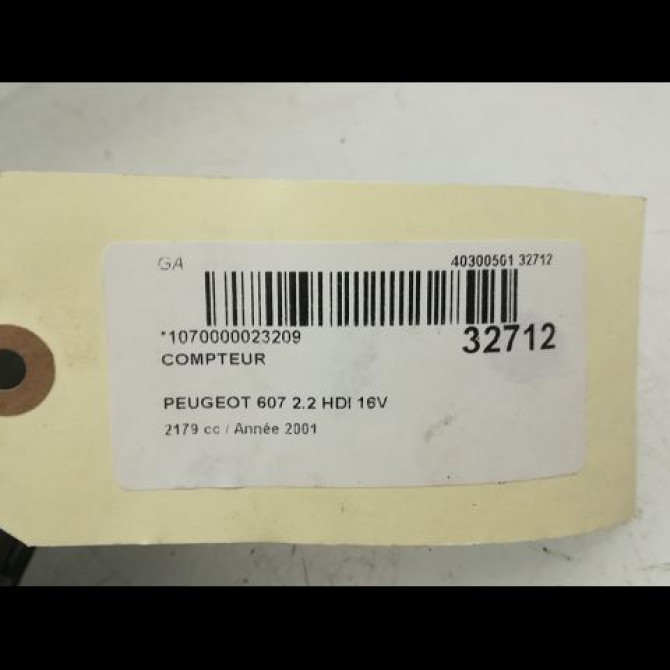 GA
40300501 32712
*1070000023209
32712
COMPTEUR
PEUGEOT 607 2.2 HDI 16V
2179 cc / Année 2001